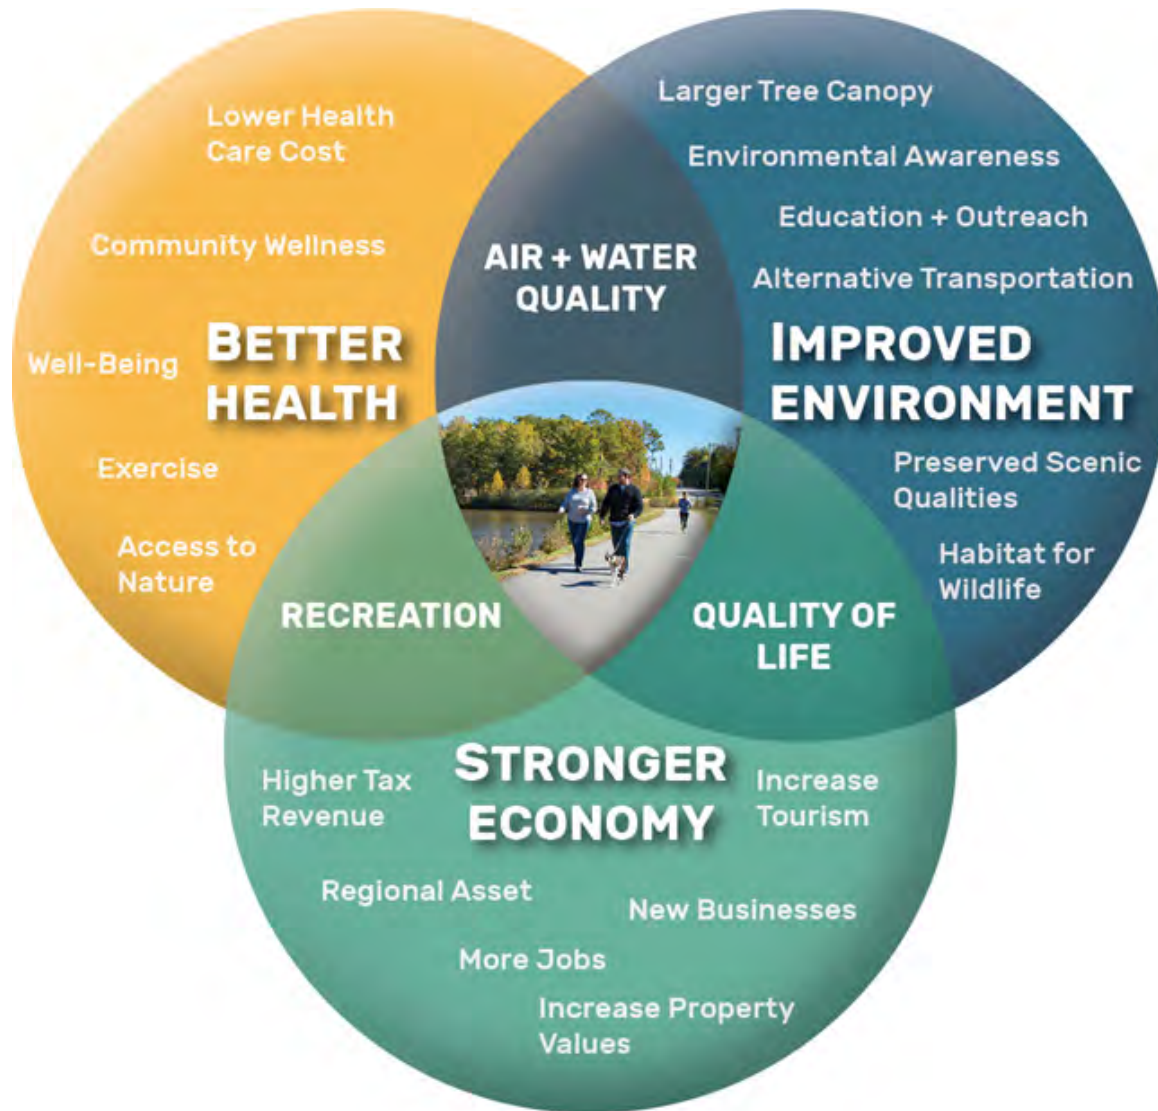 Lower Health
Care Cost
Community Wellness
Well-Being
BETTER
HEALTH
Exercise
Access to
Nature
AIR + WATER
QUALITY
Larger Tree Canopy
Environmental Awareness
Education + Outreach
Alternative Transportation
IMPROVED
ENVIRONMENT
Preserved Scenic
Qualities
Habitat for
Wildlife
RECREATION
QUALITY OF
LIFE
STRONGER
ECONOMY
Higher Tax
Revenue
Increase
Tourism
Regional Asset
New Businesses
More Jobs
Increase Property
Values